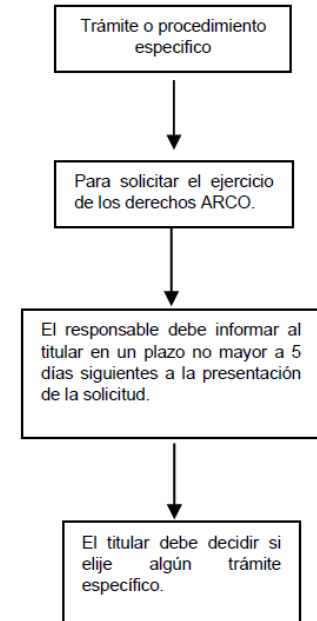 Trámite o procedimiento
especifico
Para solicitar el ejercicio
de los derechos ARCO.
El responsable debe informar al
titular en un plazo no mayor a 5
días siguientes a la presentación
de la solicitud.
El titular debe decidir si
elije algún trámite
específico.